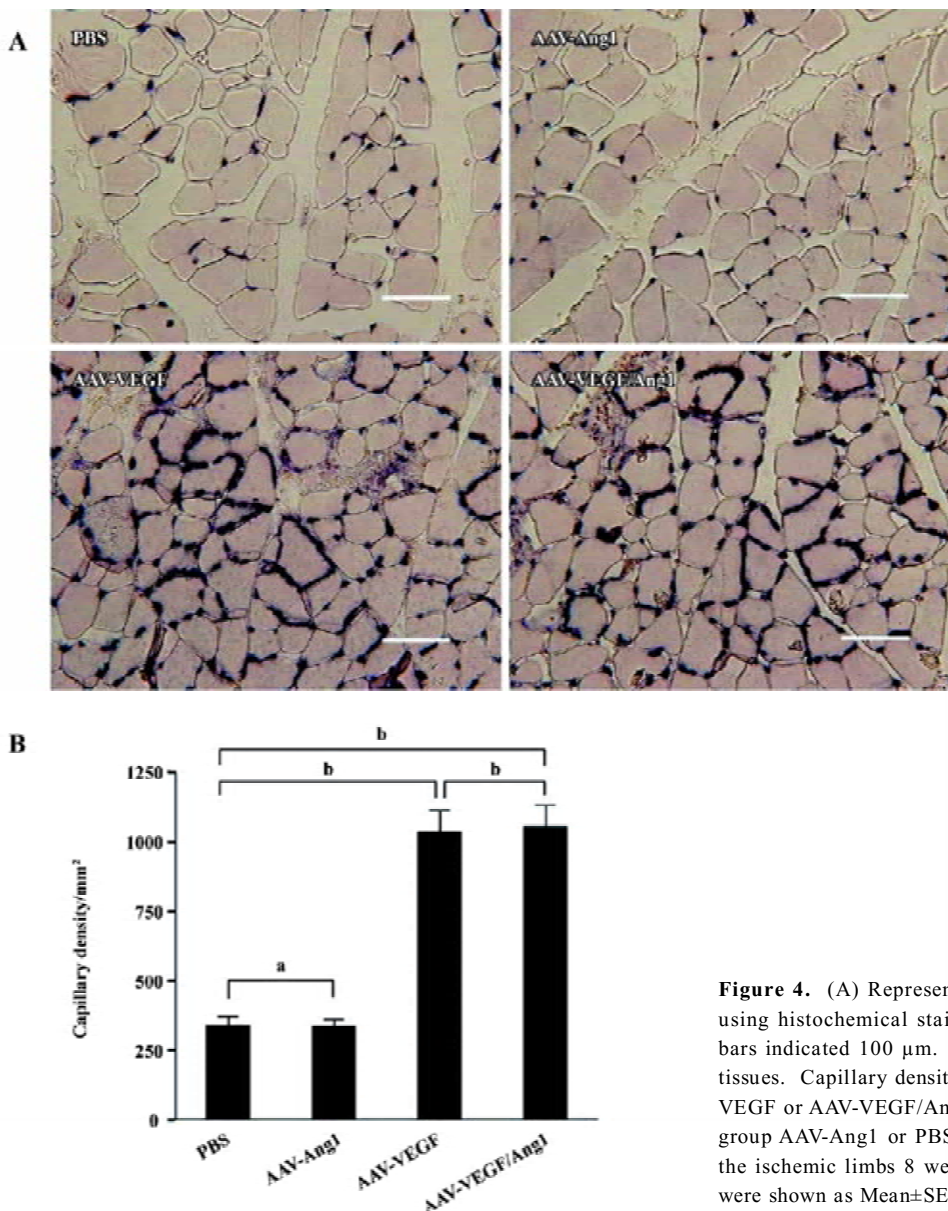 A
PBS
AAV-Ang1
AAV-VEGF
AAV-VEGF/Ang1
B
b
b
b
a
1250
1000
750
500
250
0
Capillary density/mm²
PBS
AAV-Ang1
AAV-VEGF
AAV-VEGF/Ang1
Figure 4. (A) Represen
using histochemical stai
bars indicated 100 µm.
tissues. Capillary densit
VEGF or AAV-VEGF/An
group AAV-Ang1 or PBS
the ischemic limbs 8 we
were shown as Mean±SE